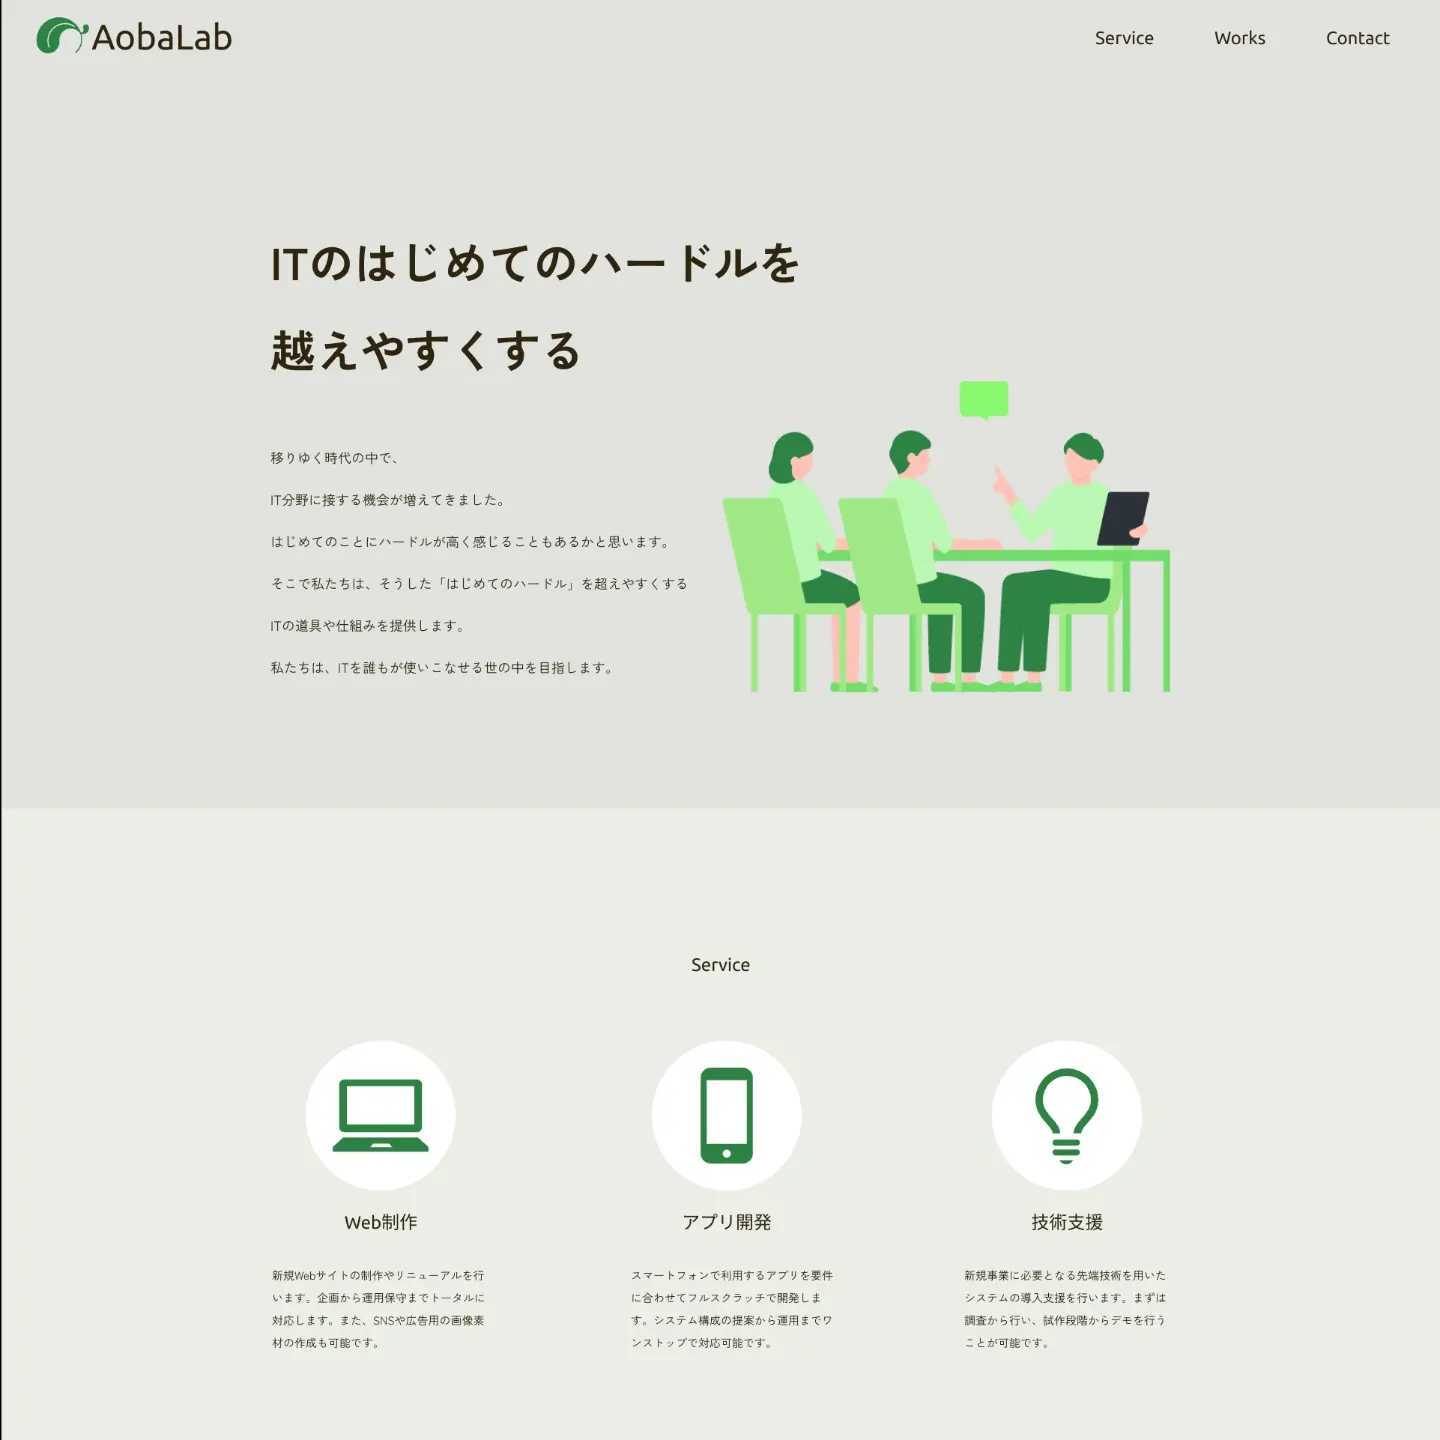 AobaLab
Service
Works
Contact
ITのはじめてのハードルを
越えやすくする
移りゆく時代の中で、
IT分野に接する機会が増えてきました。
はじめてのことにハードルが高く感じることもあるかと思います。
そこで私たちは、そうした「はじめてのハードル」を超えやすくする
ITの道具や仕組みを提供します。
私たちは、ITを誰もが使いこなせる世の中を目指します。
Service
Web制作
新規Webサイトの制作やリニューアルを行
います。企画から運用保守までトータルに
対応します。また、SNSや広告用の画像素
材の作成も可能です。
アプリ開発
スマートフォンで利用するアプリを要件
に合わせてフルスクラッチで開発しま
す。システム構成の提案から運用までワ
ンストップで対応可能です。
技術支援
新規事業に必要となる先端技術を用いた
システムの導入支援を行います。まずは
調査から行い、試作段階からデモを行う
ことが可能です。